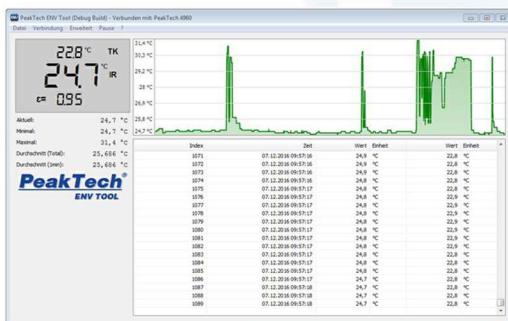 PeakTech ENV Tool (Debug Build) - Verbunden mit: PeakTech 4960
Datei Verbindung Erweitert Pause ?
22.8 °C TK
24.7 °C IR
ε= 0.95
31,4 °C
30,3 °C
29,2 °C
28 °C
26,9 °C
25,8 °C
24,7 °C
Aktuell: 24,7 °C
Minimal: 24,7 °C
Maximal: 31,4 °C
Durchschnitt (Total): 25,686 °C
Durchschnitt (1min): 25,686 °C
PeakTech®
ENV TOOL
Index Zeit Wert Einheit Wert Einheit
1071 07.12.2016 09:57:16 24,9 °C 22,8 °C
1072 07.12.2016 09:57:16 24,9 °C 22,9 °C
1073 07.12.2016 09:57:16 24,9 °C 22,8 °C
1074 07.12.2016 09:57:16 24,8 °C 22,8 °C
1075 07.12.2016 09:57:17 24,8 °C 22,8 °C
1076 07.12.2016 09:57:17 24,8 °C 22,9 °C
1077 07.12.2016 09:57:17 24,8 °C 22,9 °C
1078 07.12.2016 09:57:17 24,8 °C 22,8 °C
1079 07.12.2016 09:57:17 24,8 °C 22,9 °C
1080 07.12.2016 09:57:17 24,8 °C 22,9 °C
1081 07.12.2016 09:57:17 24,8 °C 22,9 °C
1082 07.12.2016 09:57:17 24,8 °C 22,9 °C
1083 07.12.2016 09:57:17 24,8 °C 22,8 °C
1084 07.12.2016 09:57:17 24,8 °C 22,8 °C
1085 07.12.2016 09:57:17 24,8 °C 22,8 °C
1086 07.12.2016 09:57:17 24,7 °C 22,8 °C
1087 07.12.2016 09:57:18 24,7 °C 22,8 °C
1088 07.12.2016 09:57:18 24,7 °C 22,8 °C
1089 07.12.2016 09:57:18 24,7 °C 22,8 °C